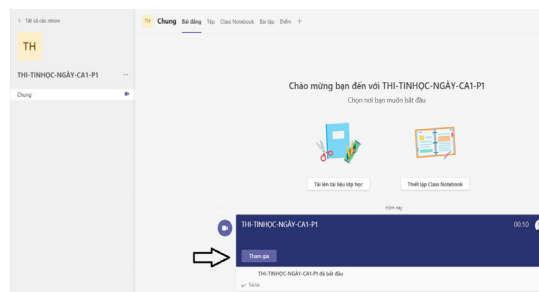 < Tất cả các nhóm
TH Chung Bài đăng Tệp Class Notebook Bài tập Điểm +
TH
THI-TINHỌC-NGÀY-CA1-P1 ...
Chung
Chào mừng bạn đến với THI-TINHỌC-NGÀY-CA1-P1
Chọn nơi bạn muốn bắt đầu
Tải lên tài liệu lớp học
Thiết lập Class Notebook
Hôm nay
THI-TINHỌC-NGÀY-CA1-P1 00:10
Tham gia
THI-TINHỌC-NGÀY-CA1-P1 đã bắt đầu
Trả lời